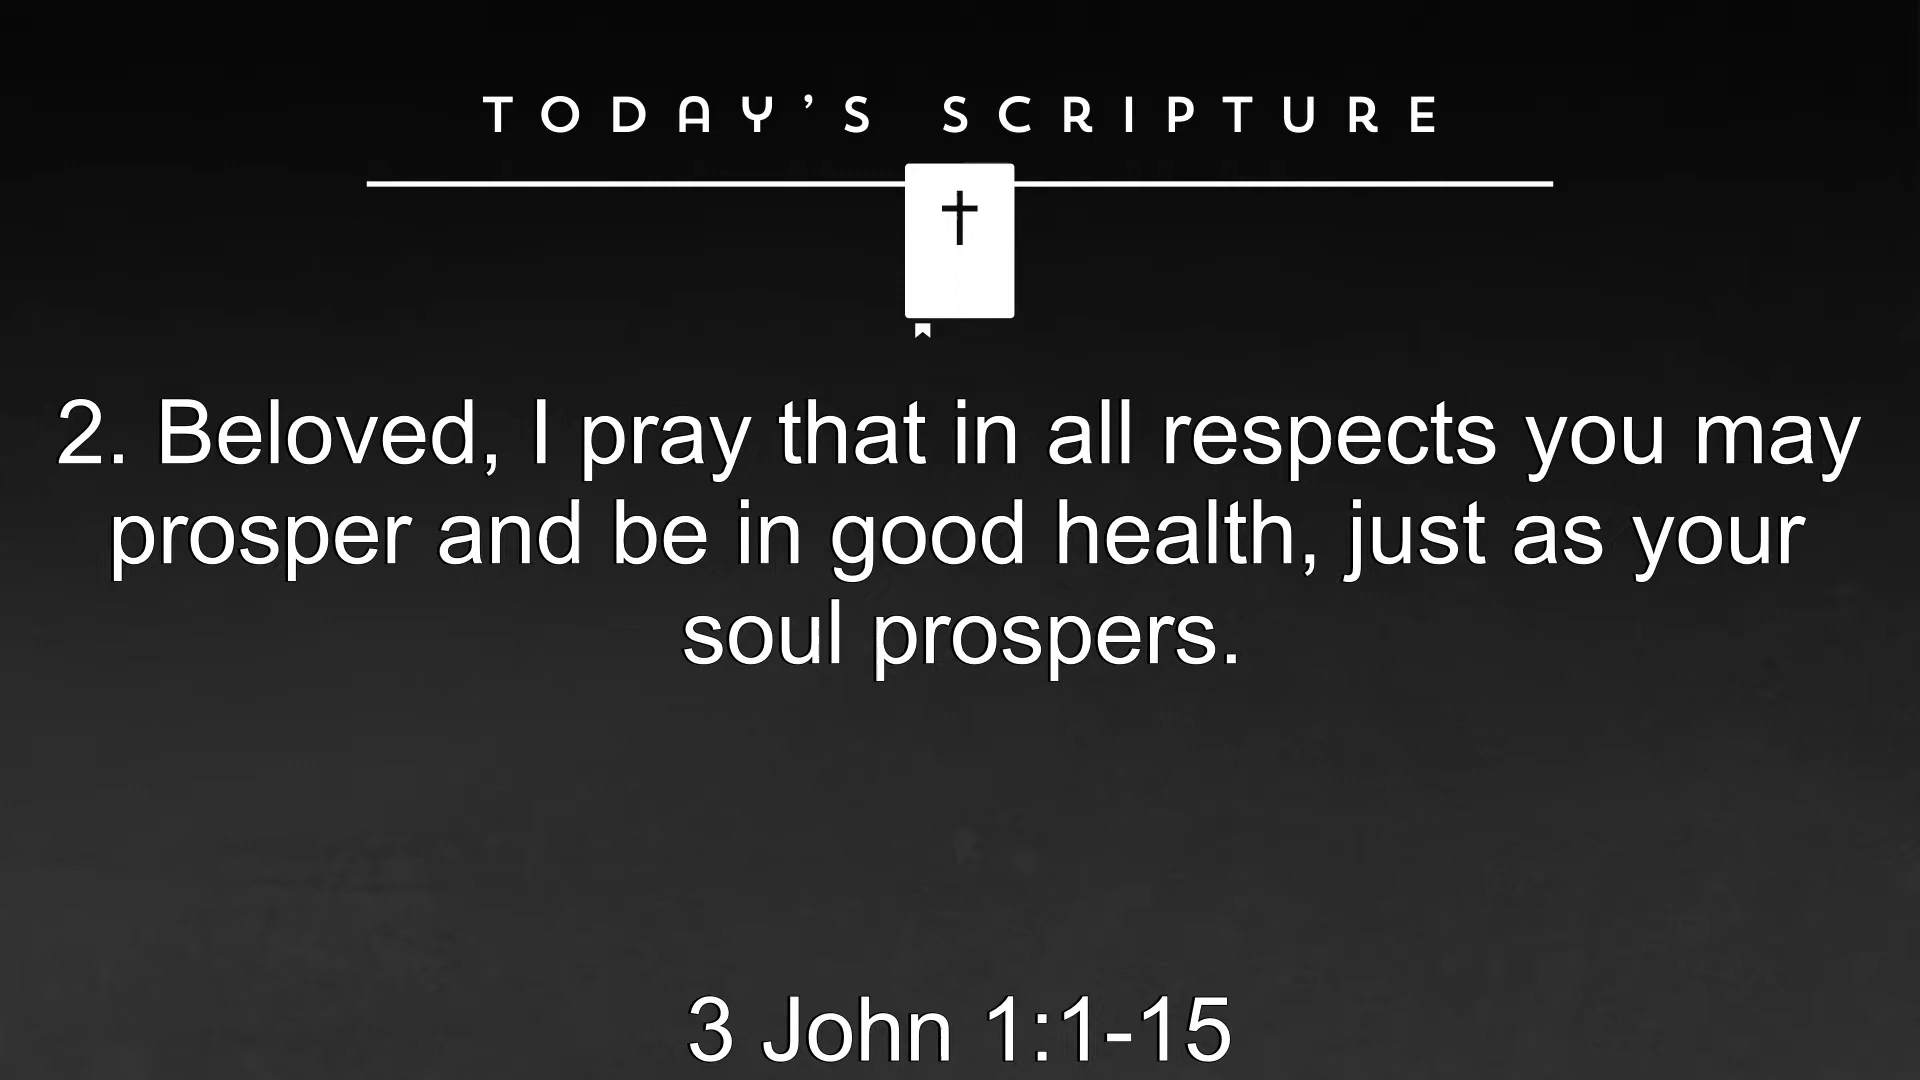 TODAY'S SCRIPTURE
2. Beloved, I pray that in all respects you may
prosper and be in good health, just as your
soul prospers.
3 John 1:1-15